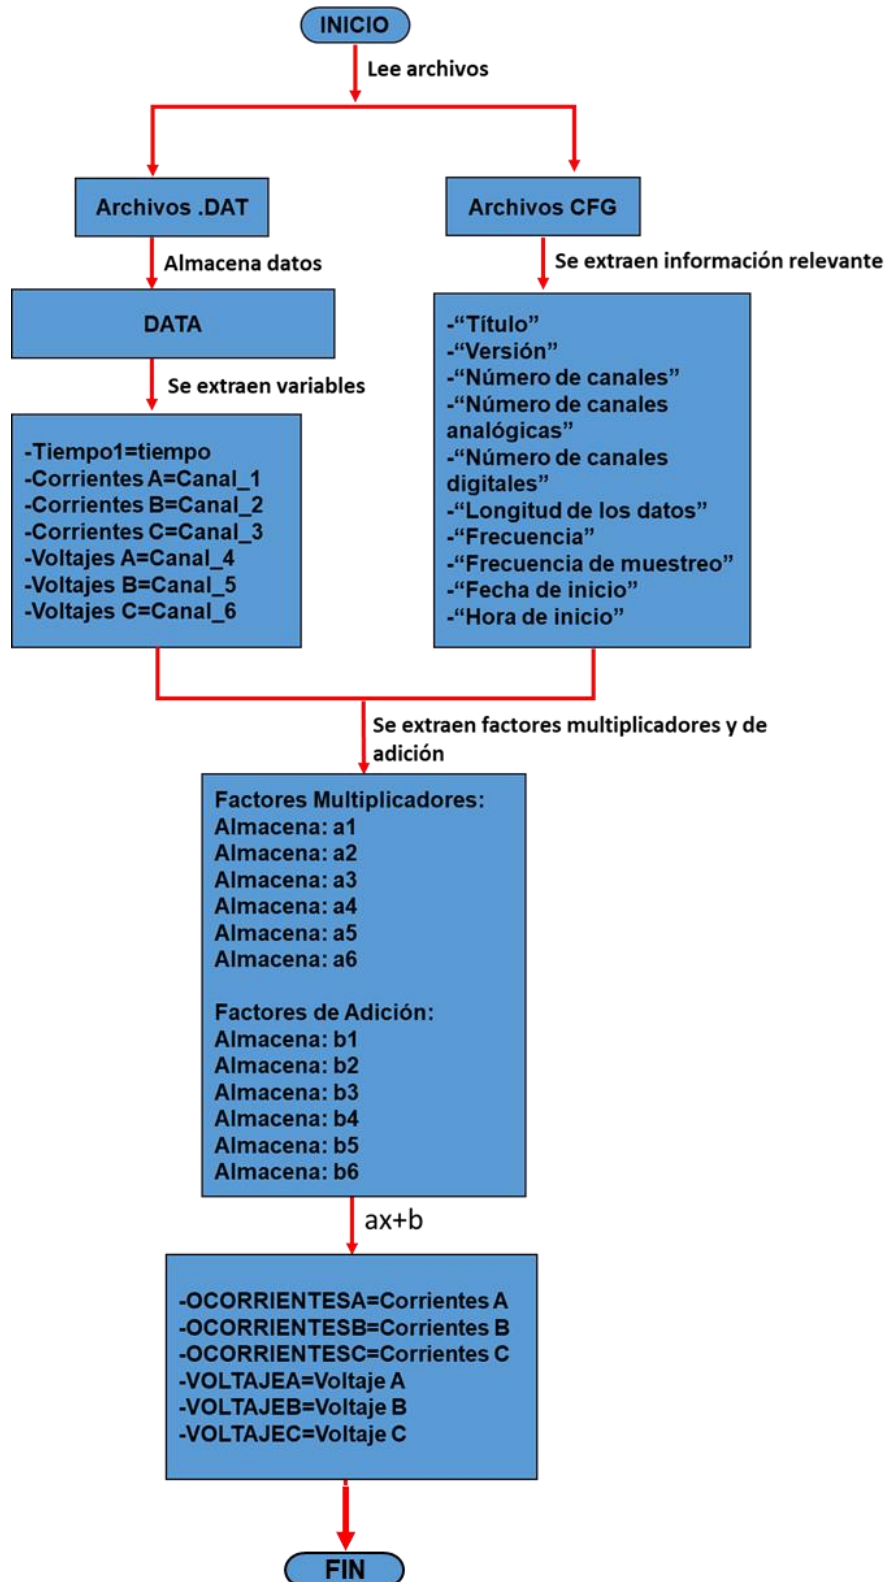 INICIO
Lee archivos
Archivos .DAT
Archivos CFG
Almacena datos
Se extraen información relevante
DATA
Se extraen variables
-Tiempo1=tiempo
-Corrientes A=Canal_1
-Corrientes B=Canal_2
-Corrientes C=Canal_3
-Voltajes A=Canal_4
-Voltajes B=Canal_5
-Voltajes C=Canal_6
-“Título”
-“Versión”
-“Número de canales”
-“Número de canales
analógicas”
-“Número de canales
digitales”
-“Longitud de los datos”
-“Frecuencia”
-“Frecuencia de muestreo”
-“Fecha de inicio”
-“Hora de inicio”
Se extraen factores multiplicadores y de
adición
Factores Multiplicadores:
Almacena: a1
Almacena: a2
Almacena: a3
Almacena: a4
Almacena: a5
Almacena: a6
Factores de Adición:
Almacena: b1
Almacena: b2
Almacena: b3
Almacena: b4
Almacena: b5
Almacena: b6
ax+b
-OCORRIENTESA=Corrientes A
-OCORRIENTESB=Corrientes B
-OCORRIENTESC=Corrientes C
-VOLTAJEA=Voltaje A
-VOLTAJEB=Voltaje B
-VOLTAJEC=Voltaje C
FIN